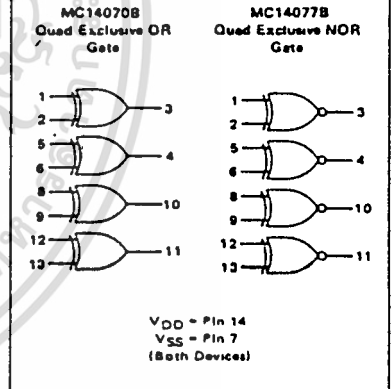 MC14070B
Quad Exclusive OR
Gate
1
2
3
5
6
4
8
9
10
12
13
11
MC14077B
Quad Exclusive NOR
Gate
1
2
3
5
6
4
8
9
10
12
13
11
VDD = Pin 14
VSS = Pin 7
(Both Devices)